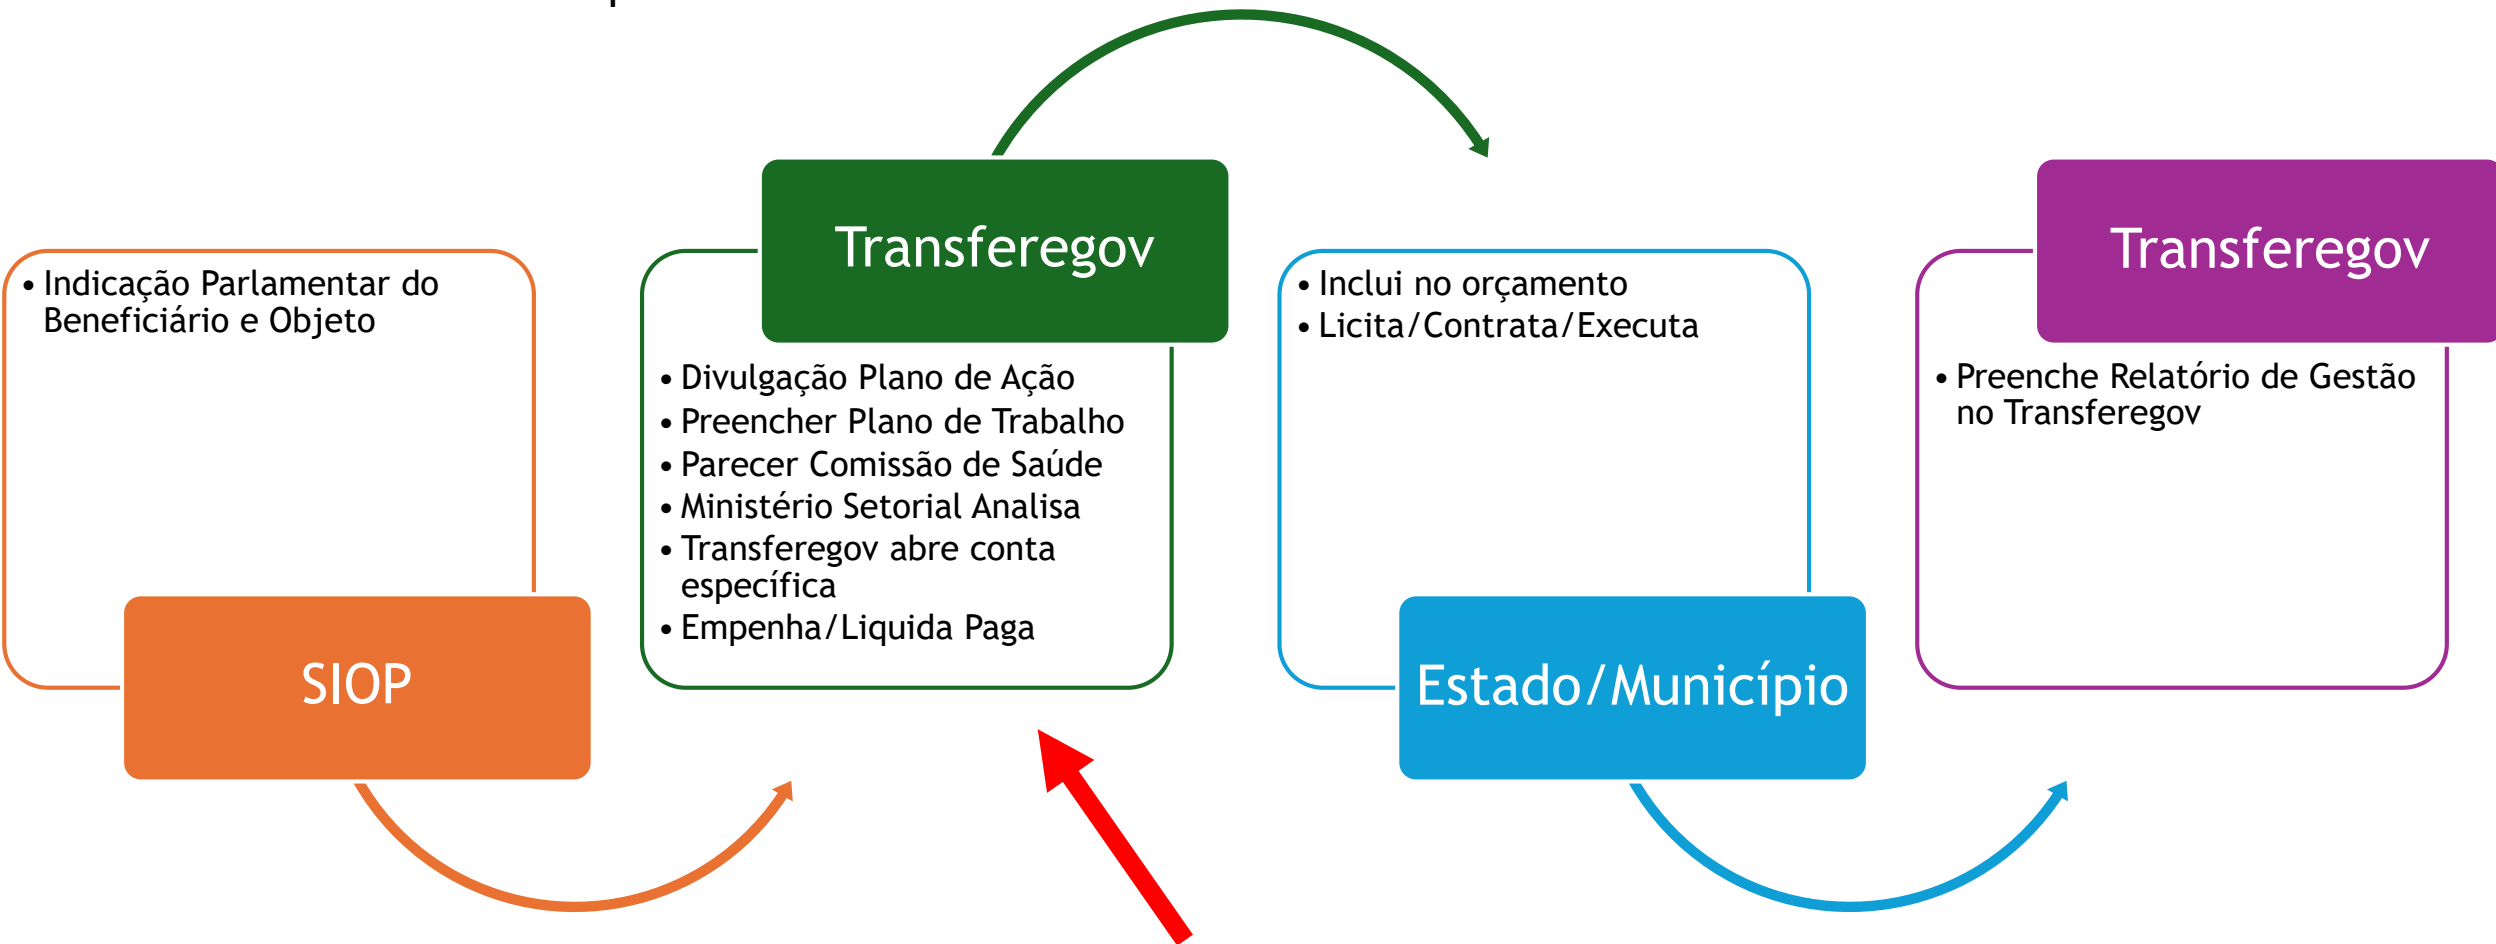 • Indicação Parlamentar do
Beneficiário e Objeto
SIOP
Transferegov
• Divulgação Plano de Ação
• Preencher Plano de Trabalho
• Parecer Comissão de Saúde
• Ministério Setorial Analisa
• Transferegov abre conta
específica
• Empenha/Liquida Paga
• Inclui no orçamento
• Licita/Contrata/Executa
Estado/Município
Transferegov
• Preenche Relatório de Gestão
no Transferegov